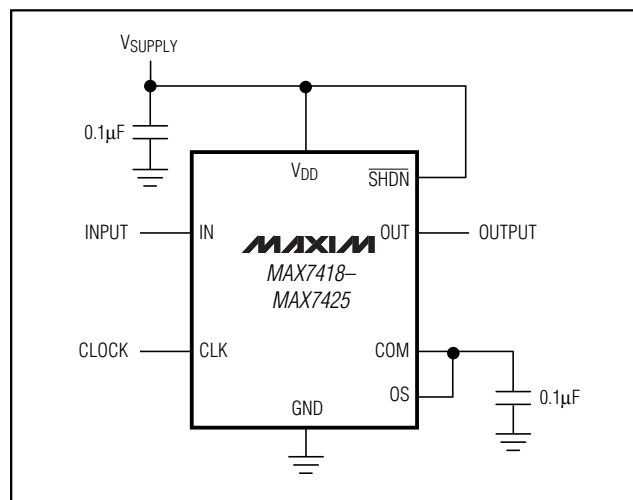 VSUPPLY
0.1µF
VDD
SHDN
INPUT
IN
MAXIM
OUT
OUTPUT
MAX7418–
MAX7425
CLOCK
CLK
COM
OS
0.1µF
GND